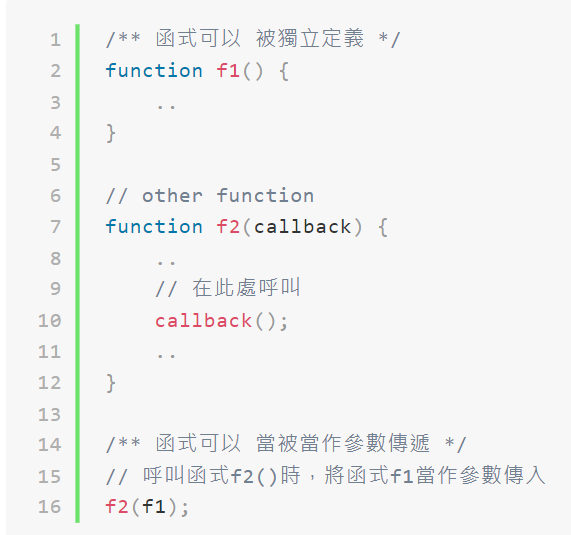 1 /** 函式可以 被獨立定義 */
2 function f1() {
3 ..
4 }
5
6 // other function
7 function f2(callback) {
8 ..
9 // 在此處呼叫
10 callback();
11 ..
12 }
13
14 /** 函式可以 當被當作參數傳遞 */
15 // 呼叫函式f2()時，將函式f1當作參數傳入
16 f2(f1);